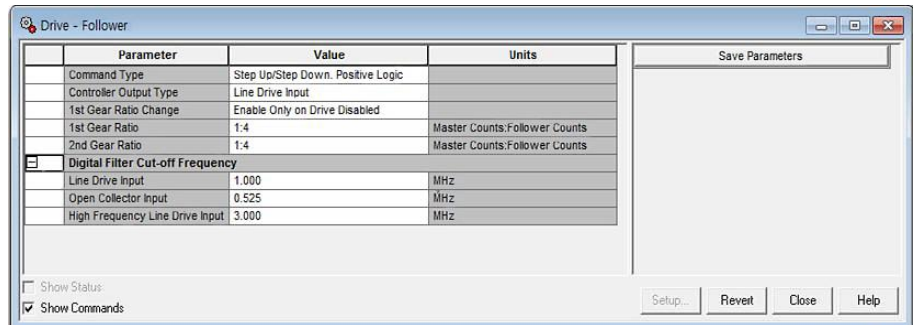 Drive - Follower
Parameter Value Units
Command Type Step Up/Step Down. Positive Logic
Controller Output Type Line Drive Input
1st Gear Ratio Change Enable Only on Drive Disabled
1st Gear Ratio 1:4 Master Counts:Follower Counts
2nd Gear Ratio 1:4 Master Counts:Follower Counts
Digital Filter Cut-off Frequency
Line Drive Input 1.000 MHz
Open Collector Input 0.525 MHz
High Frequency Line Drive Input 3.000 MHz
Save Parameters
Show Status
Show Commands
Setup... Revert Close Help